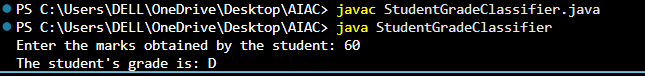 PS C:\Users\DELL\OneDrive\Desktop\AIAC> javac StudentGradeClassifier.java
PS C:\Users\DELL\OneDrive\Desktop\AIAC> java StudentGradeClassifier
Enter the marks obtained by the student: 60
The student's grade is: D